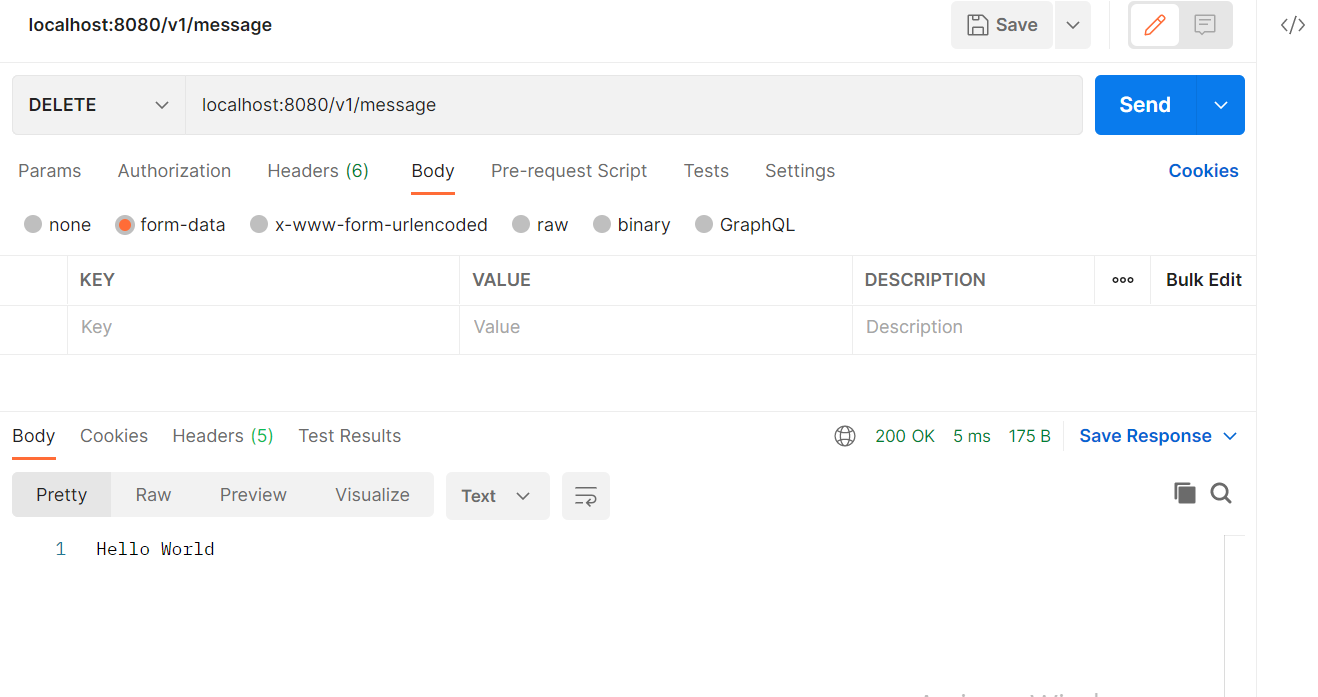 localhost:8080/v1/message
Save
DELETE
localhost:8080/v1/message
Send
Params Authorization Headers (6) Body Pre-request Script Tests Settings Cookies
none form-data x-www-form-urlencoded raw binary GraphQL
KEY VALUE DESCRIPTION Bulk Edit
Key Value Description
Body Cookies Headers (5) Test Results 200 OK 5 ms 175 B Save Response
Pretty Raw Preview Visualize Text
1 Hello World